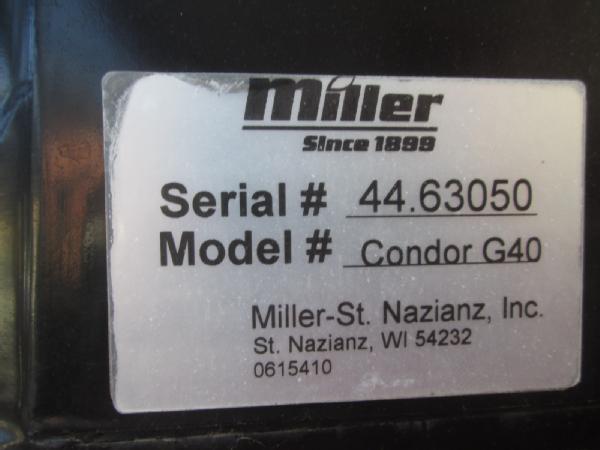 Miller
Since 1899
Serial # 44.63050
Model # Condor G40
Miller-St. Nazianz, Inc.
St. Nazianz, WI 54232
0615410